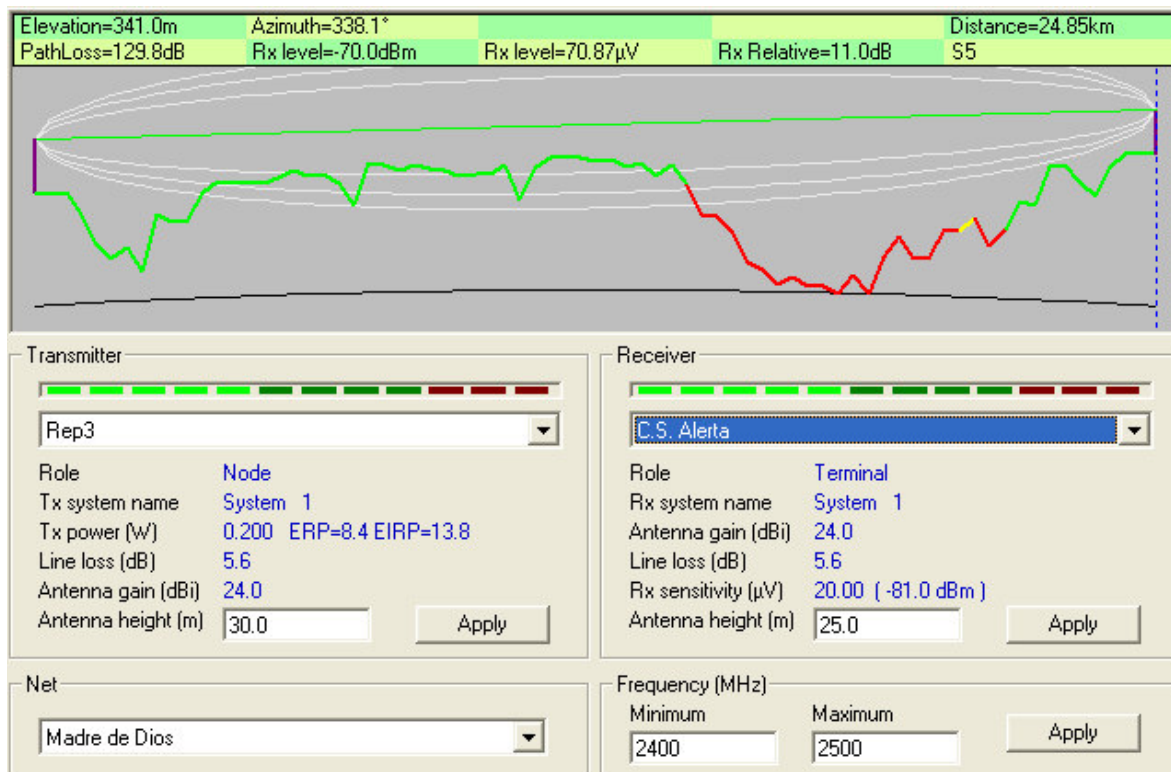 Elevation=341.0m Azimuth=338.1° Distance=24.85km
PathLoss=129.8dB Rx level=-70.0dBm Rx level=70.87µV Rx Relative=11.0dB S5
Transmitter
Rep3
Role Node
Tx system name System 1
Tx power (W) 0.200 ERP=8.4 EIRP=13.8
Line loss (dB) 5.6
Antenna gain (dBi) 24.0
Antenna height (m) 30.0 Apply
Receiver
C.S. Alerta
Role Terminal
Rx system name System 1
Antenna gain (dBi) 24.0
Line loss (dB) 5.6
Rx sensitivity (µV) 20.00 ( -81.0 dBm )
Antenna height (m) 25.0 Apply
Net
Madre de Dios
Frequency (MHz)
Minimum Maximum
2400 2500 Apply